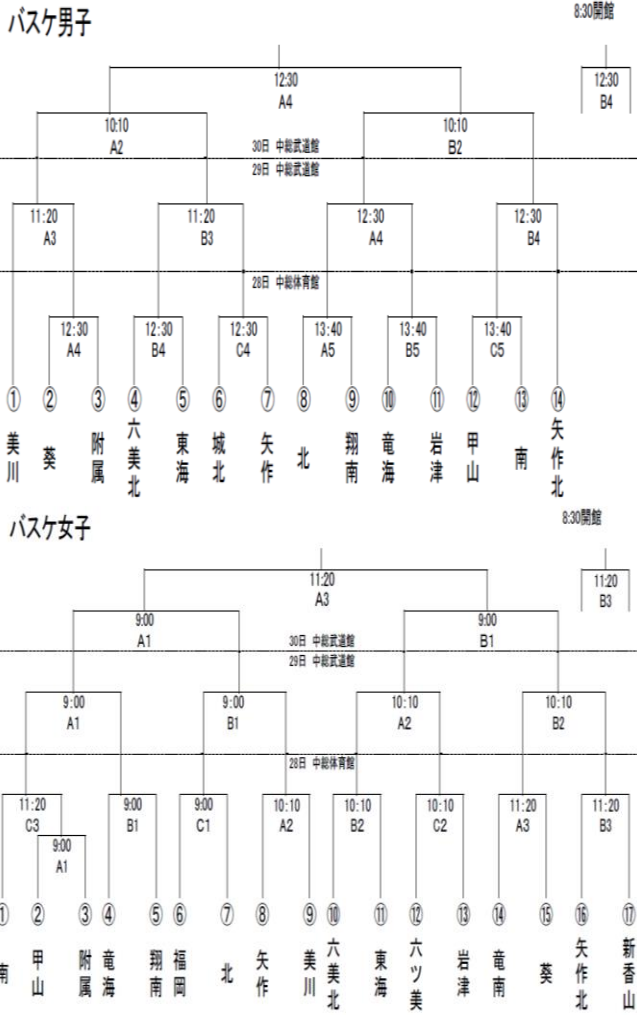 バスケ男子
8:30開館
12:30
A4
12:30
B4
10:10
A2
10:10
B2
30日 中総武道館
29日 中総武道館
11:20
A3
11:20
B3
12:30
A4
12:30
B4
28日 中総体育館
12:30
A4
12:30
B4
12:30
C4
13:40
A5
13:40
B5
13:40
C5
① ② ③ ④ ⑤ ⑥ ⑦ ⑧ ⑨ ⑩ ⑪ ⑫ ⑬ ⑭
美川
葵
附属
六美北
東海
城北
矢作
北
翔南
竜海
岩津
甲山
南
矢作北
バスケ女子
8:30開館
11:20
A3
11:20
B3
9:00
A1
9:00
B1
30日 中総武道館
29日 中総武道館
9:00
A1
9:00
B1
10:10
A2
10:10
B2
28日 中総体育館
11:20
C3
9:00
B1
9:00
C1
10:10
A2
10:10
B2
10:10
C2
11:20
A3
11:20
B3
9:00
A1
① ② ③ ④ ⑤ ⑥ ⑦ ⑧ ⑨ ⑩ ⑪ ⑫ ⑬ ⑭ ⑮ ⑯ ⑰
南
甲山
附属
竜海
翔南
福岡
北
矢作
美川
六美北
東海
六ツ美
岩津
竜南
葵
矢作北
新香山